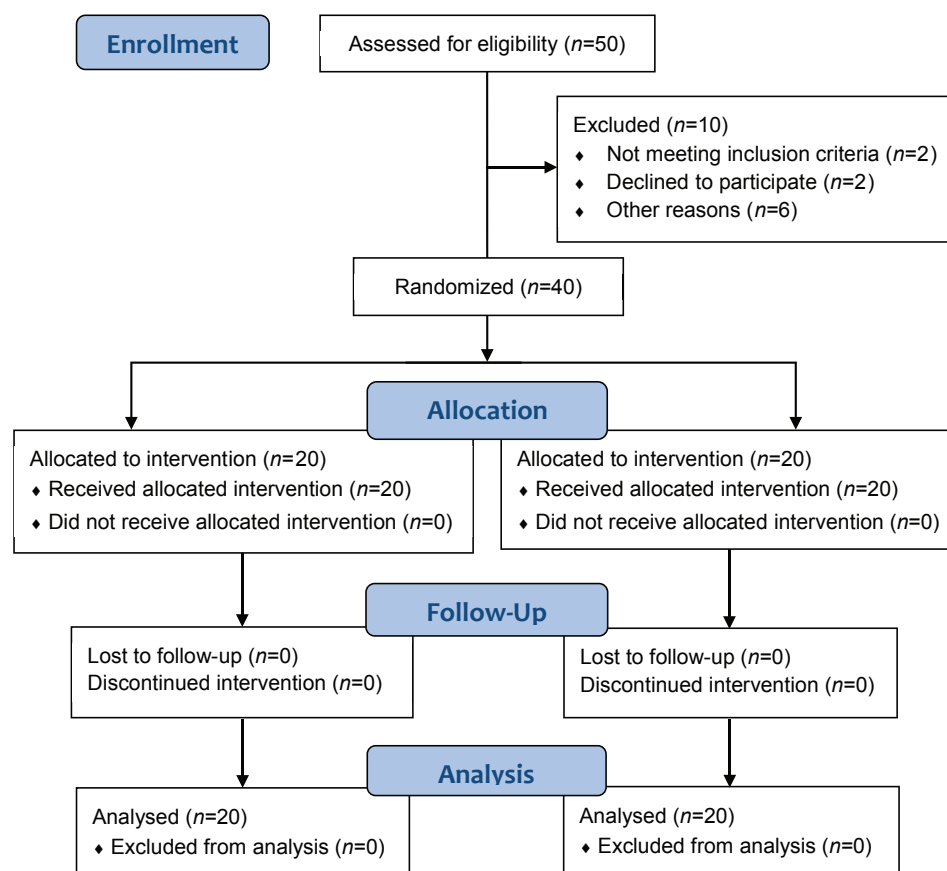 Enrollment
Assessed for eligibility (n=50)
Excluded (n=10)
♦ Not meeting inclusion criteria (n=2)
♦ Declined to participate (n=2)
♦ Other reasons (n=6)
Randomized (n=40)
Allocation
Allocated to intervention (n=20)
♦ Received allocated intervention (n=20)
♦ Did not receive allocated intervention (n=0)
Allocated to intervention (n=20)
♦ Received allocated intervention (n=20)
♦ Did not receive allocated intervention (n=0)
Follow-Up
Lost to follow-up (n=0)
Discontinued intervention (n=0)
Lost to follow-up (n=0)
Discontinued intervention (n=0)
Analysis
Analysed (n=20)
♦ Excluded from analysis (n=0)
Analysed (n=20)
♦ Excluded from analysis (n=0)